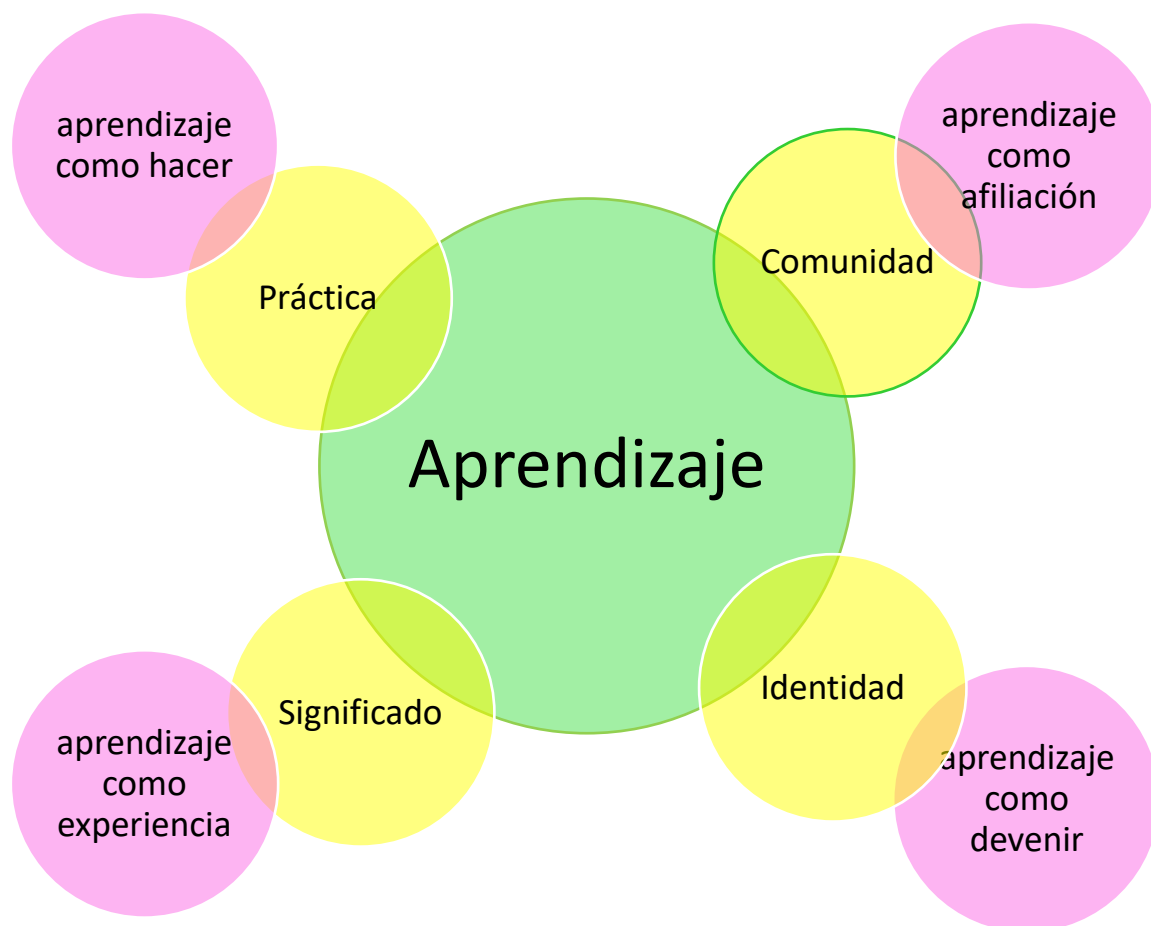 aprendizaje
como hacer
Práctica
aprendizaje
como
afiliación
Comunidad
Aprendizaje
Significado
aprendizaje
como
experiencia
Identidad
aprendizaje
como
devenir